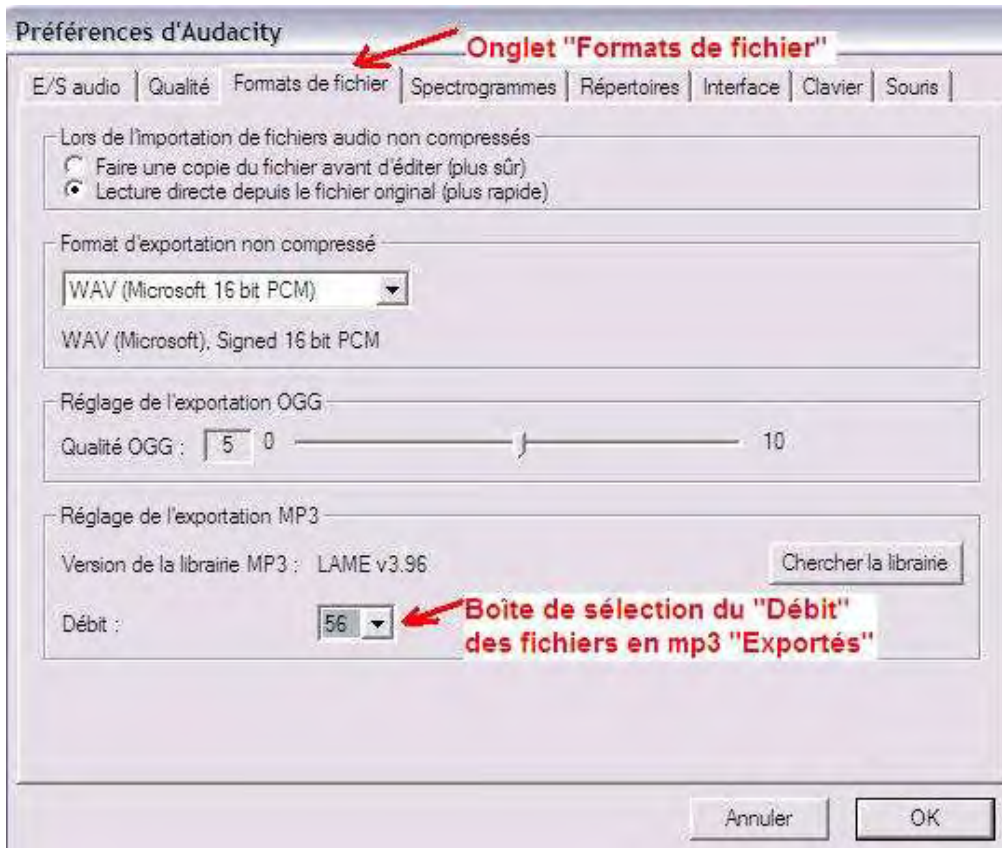 Préférences d'Audacity
Onglet "Formats de fichier"
E/S audio Qualité Formats de fichier Spectrogrammes Répertoires Interface Clavier Souris
Lors de l'importation de fichiers audio non compressés
Faire une copie du fichier avant d'éditer (plus sûr)
Lecture directe depuis le fichier original (plus rapide)
Format d'exportation non compressé
WAV (Microsoft 16 bit PCM)
WAV (Microsoft), Signed 16 bit PCM
Réglage de l'exportation OGG
Qualité OGG : 5 0 10
Réglage de l'exportation MP3
Version de la librairie MP3 : LAME v3.96 Chercher la librairie
Débit : 56 Boîte de sélection du "Débit"
des fichiers en mp3 "Exportés"
Annuler OK